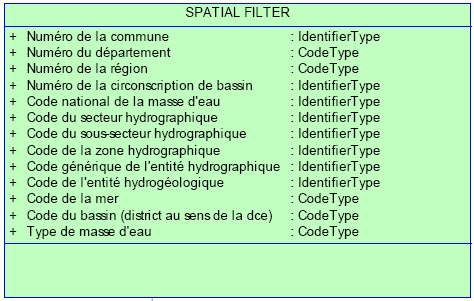 SPATIAL FILTER
+ Numéro de la commune : IdentifierType
+ Numéro du département : CodeType
+ Numéro de la région : CodeType
+ Numéro de la circonscription de bassin : IdentifierType
+ Code national de la masse d'eau : IdentifierType
+ Code du secteur hydrographique : IdentifierType
+ Code du sous-secteur hydrographique : IdentifierType
+ Code de la zone hydrographique : IdentifierType
+ Code générique de l'entité hydrographique : IdentifierType
+ Code de l'entité hydrogéologique : IdentifierType
+ Code de la mer : CodeType
+ Code du bassin (district au sens de la dce) : CodeType
+ Type de masse d'eau : CodeType